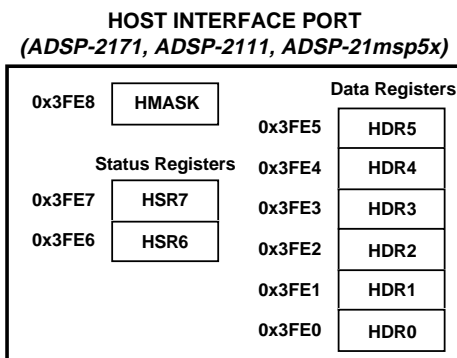 HOST INTERFACE PORT
(ADSP-2171, ADSP-2111, ADSP-21msp5x)
0x3FE8 HMASK
Status Registers
0x3FE7 HSR7
0x3FE6 HSR6
Data Registers
0x3FE5 HDR5
0x3FE4 HDR4
0x3FE3 HDR3
0x3FE2 HDR2
0x3FE1 HDR1
0x3FE0 HDR0